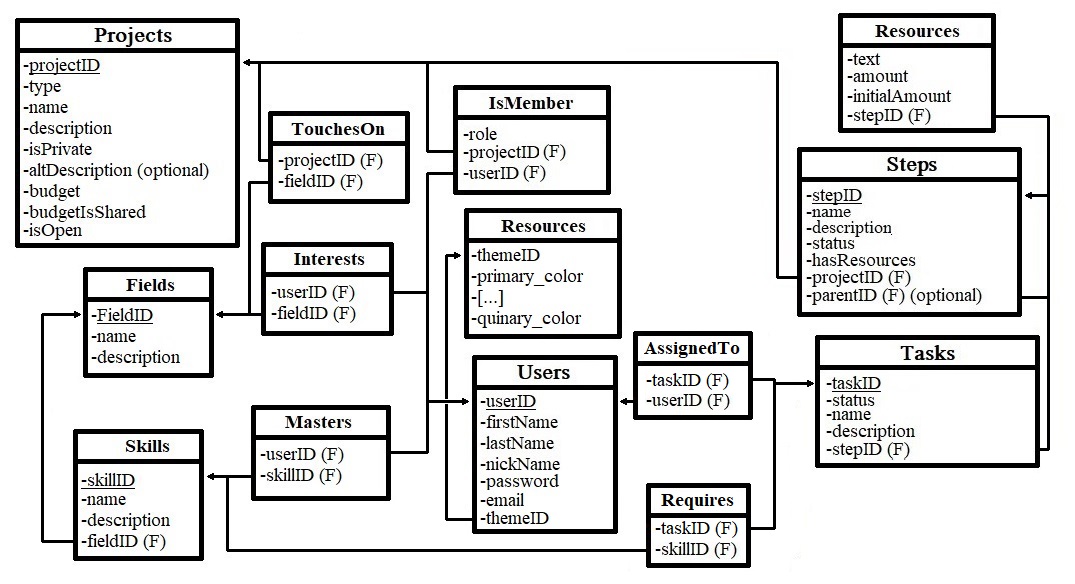 Projects
-projectID
-type
-name
-description
-isPrivate
-altDescription (optional)
-budget
-budgetIsShared
-isOpen
TouchesOn
-projectID (F)
-fieldID (F)
IsMember
-role
-projectID (F)
-userID (F)
Resources
-text
-amount
-initialAmount
-stepID (F)
Steps
-stepID
-name
-description
-status
-hasResources
-projectID (F)
-parentID (F) (optional)
Resources
-themeID
-primary_color
-[...]
-quinary_color
Interests
-userID (F)
-fieldID (F)
Fields
-FieldID
-name
-description
AssignedTo
-taskID (F)
-userID (F)
Tasks
-taskID
-status
-name
-description
-stepID (F)
Users
-userID
-firstName
-lastName
-nickName
-password
-email
-themeID
Masters
-userID (F)
-skillID (F)
Skills
-skillID
-name
-description
-fieldID (F)
Requires
-taskID (F)
-skillID (F)